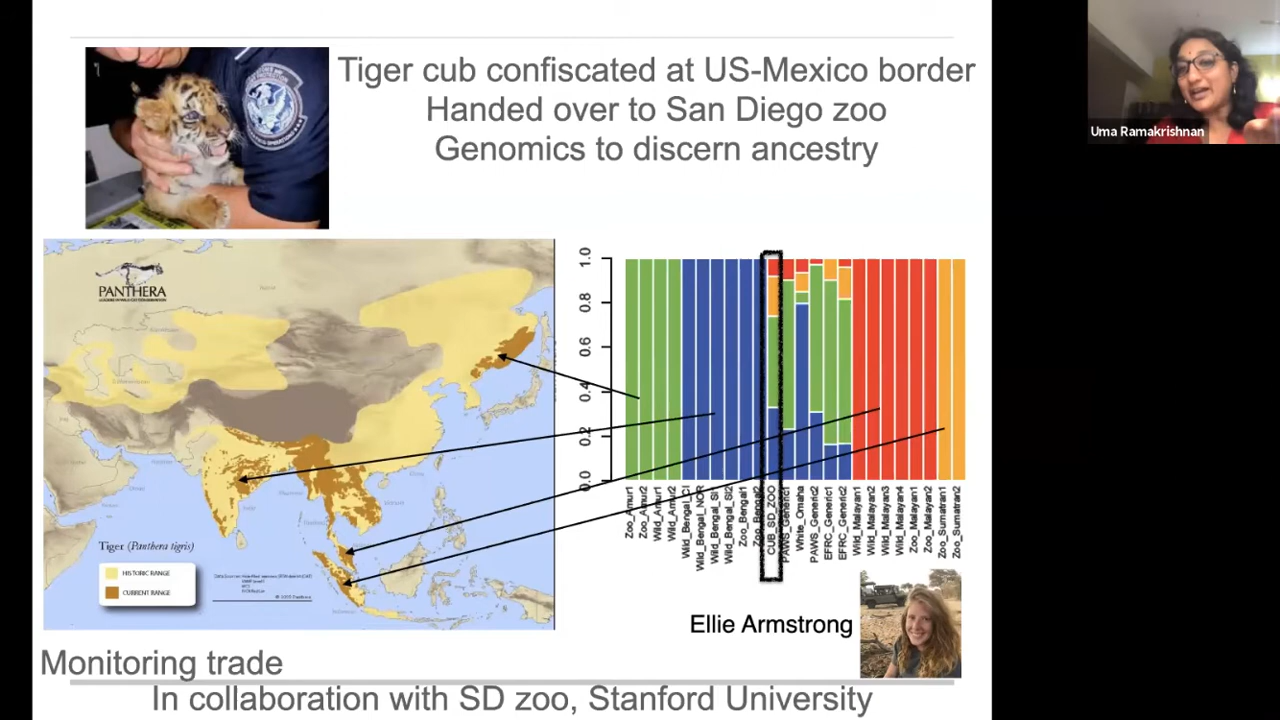 Tiger cub confiscated at US-Mexico border
Handed over to San Diego zoo
Genomics to discern ancestry
Uma Ramakrishnan
PANTHERA
Tiger (Panthera tigris)
HISTORIC RANGE
CURRENT RANGE
1.0
0.8
0.6
0.4
0.2
0.0
Zoo_Amur1
Zoo_Amur2
Wild_Amur1
Wild_Amur2
Wild_Bengal_CI
Wild_Bengal_NOR
Wild_Bengal_SI
Wild_Bengal_SI2
Zoo_Bengal1
Zoo_Bengal2
CUB_SD_ZOO
PAWS_Generic1
White_Omaha
PAWS_Generic2
EFRC_Generic1
EFRC_Generic2
Wild_Malayan1
Wild_Malayan2
Wild_Malayan3
Wild_Malayan4
Zoo_Malayan1
Zoo_Malayan2
Zoo_Sumatran1
Zoo_Sumatran2
Ellie Armstrong
Monitoring trade
In collaboration with SD zoo, Stanford University